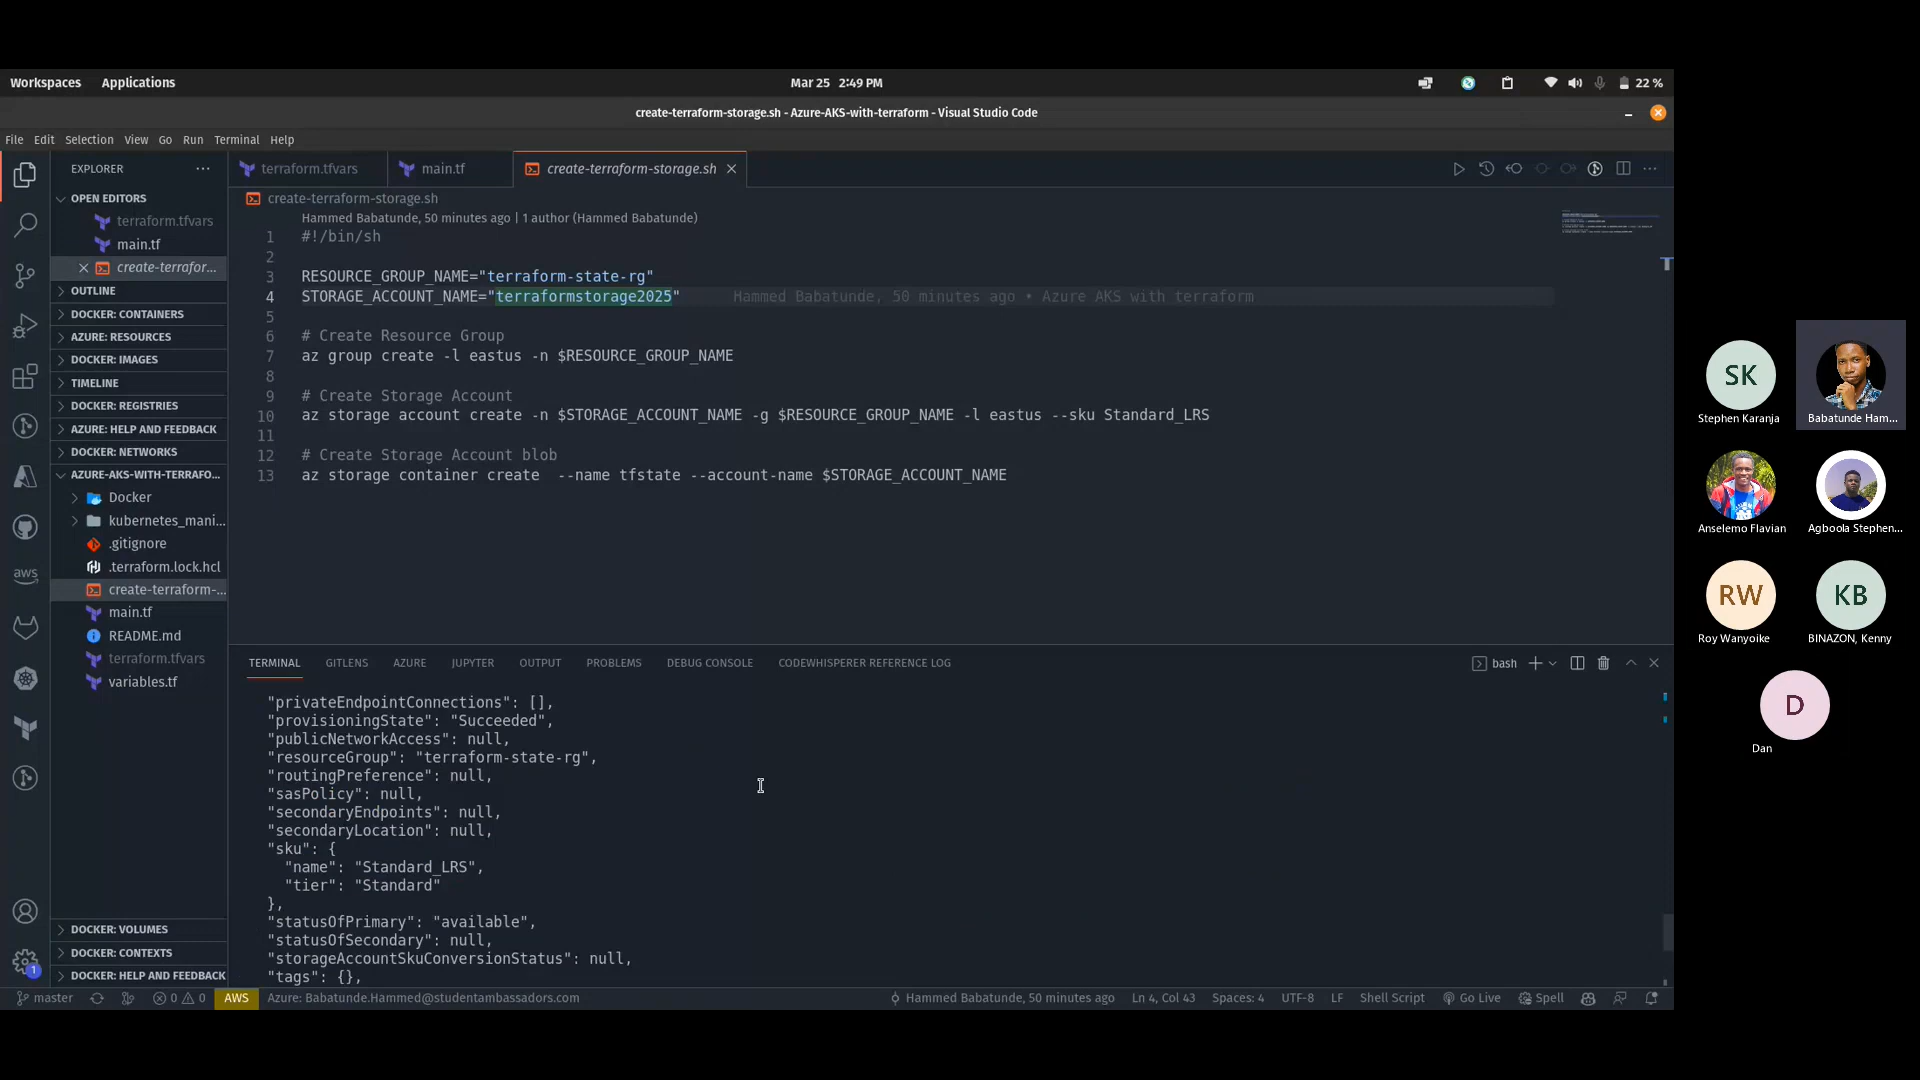 Workspaces Applications Mar 25 2:49 PM 22 %
create-terraform-storage.sh - Azure-AKS-with-terraform - Visual Studio Code
File Edit Selection View Go Run Terminal Help
EXPLORER
OPEN EDITORS
terraform.tfvars
main.tf
create-terrafor...
OUTLINE
DOCKER: CONTAINERS
AZURE: RESOURCES
DOCKER: IMAGES
TIMELINE
DOCKER: REGISTRIES
AZURE: HELP AND FEEDBACK
DOCKER: NETWORKS
AZURE-AKS-WITH-TERRAFO...
Docker
kubernetes_mani...
.gitignore
.terraform.lock.hcl
create-terraform-...
main.tf
README.md
terraform.tfvars
variables.tf
DOCKER: VOLUMES
DOCKER: CONTEXTS
DOCKER: HELP AND FEEDBACK
aws
1
terraform.tfvars main.tf create-terraform-storage.sh
create-terraform-storage.sh
Hammed Babatunde, 50 minutes ago | 1 author (Hammed Babatunde)
1 #!/bin/sh
2
3 RESOURCE_GROUP_NAME="terraform-state-rg"
4 STORAGE_ACCOUNT_NAME="terraformstorage2025" Hammed Babatunde, 50 minutes ago • Azure AKS with terraform
5
6 # Create Resource Group
7 az group create -l eastus -n $RESOURCE_GROUP_NAME
8
9 # Create Storage Account
10 az storage account create -n $STORAGE_ACCOUNT_NAME -g $RESOURCE_GROUP_NAME -l eastus --sku Standard_LRS
11
12 # Create Storage Account blob
13 az storage container create  --name tfstate --account-name $STORAGE_ACCOUNT_NAME
TERMINAL GITLENS AZURE JUPYTER OUTPUT PROBLEMS DEBUG CONSOLE CODEWHISPERER REFERENCE LOG bash
"privateEndpointConnections": [],
"provisioningState": "Succeeded",
"publicNetworkAccess": null,
"resourceGroup": "terraform-state-rg",
"routingPreference": null,
"sasPolicy": null,
"secondaryEndpoints": null,
"secondaryLocation": null,
"sku": {
"name": "Standard_LRS",
"tier": "Standard"
},
"statusOfPrimary": "available",
"statusOfSecondary": null,
"storageAccountSkuConversionStatus": null,
"tags": {},
master 0 0 AWS Azure: Babatunde.Hammed@studentambassadors.com Hammed Babatunde, 50 minutes ago Ln 4, Col 43 Spaces: 4 UTF-8 LF Shell Script Go Live Spell
SK
Stephen Karanja
Babatunde Ham...
Anselemo Flavian
Agboola Stephen...
RW
Roy Wanyoike
KB
BINAZON, Kenny
D
Dan